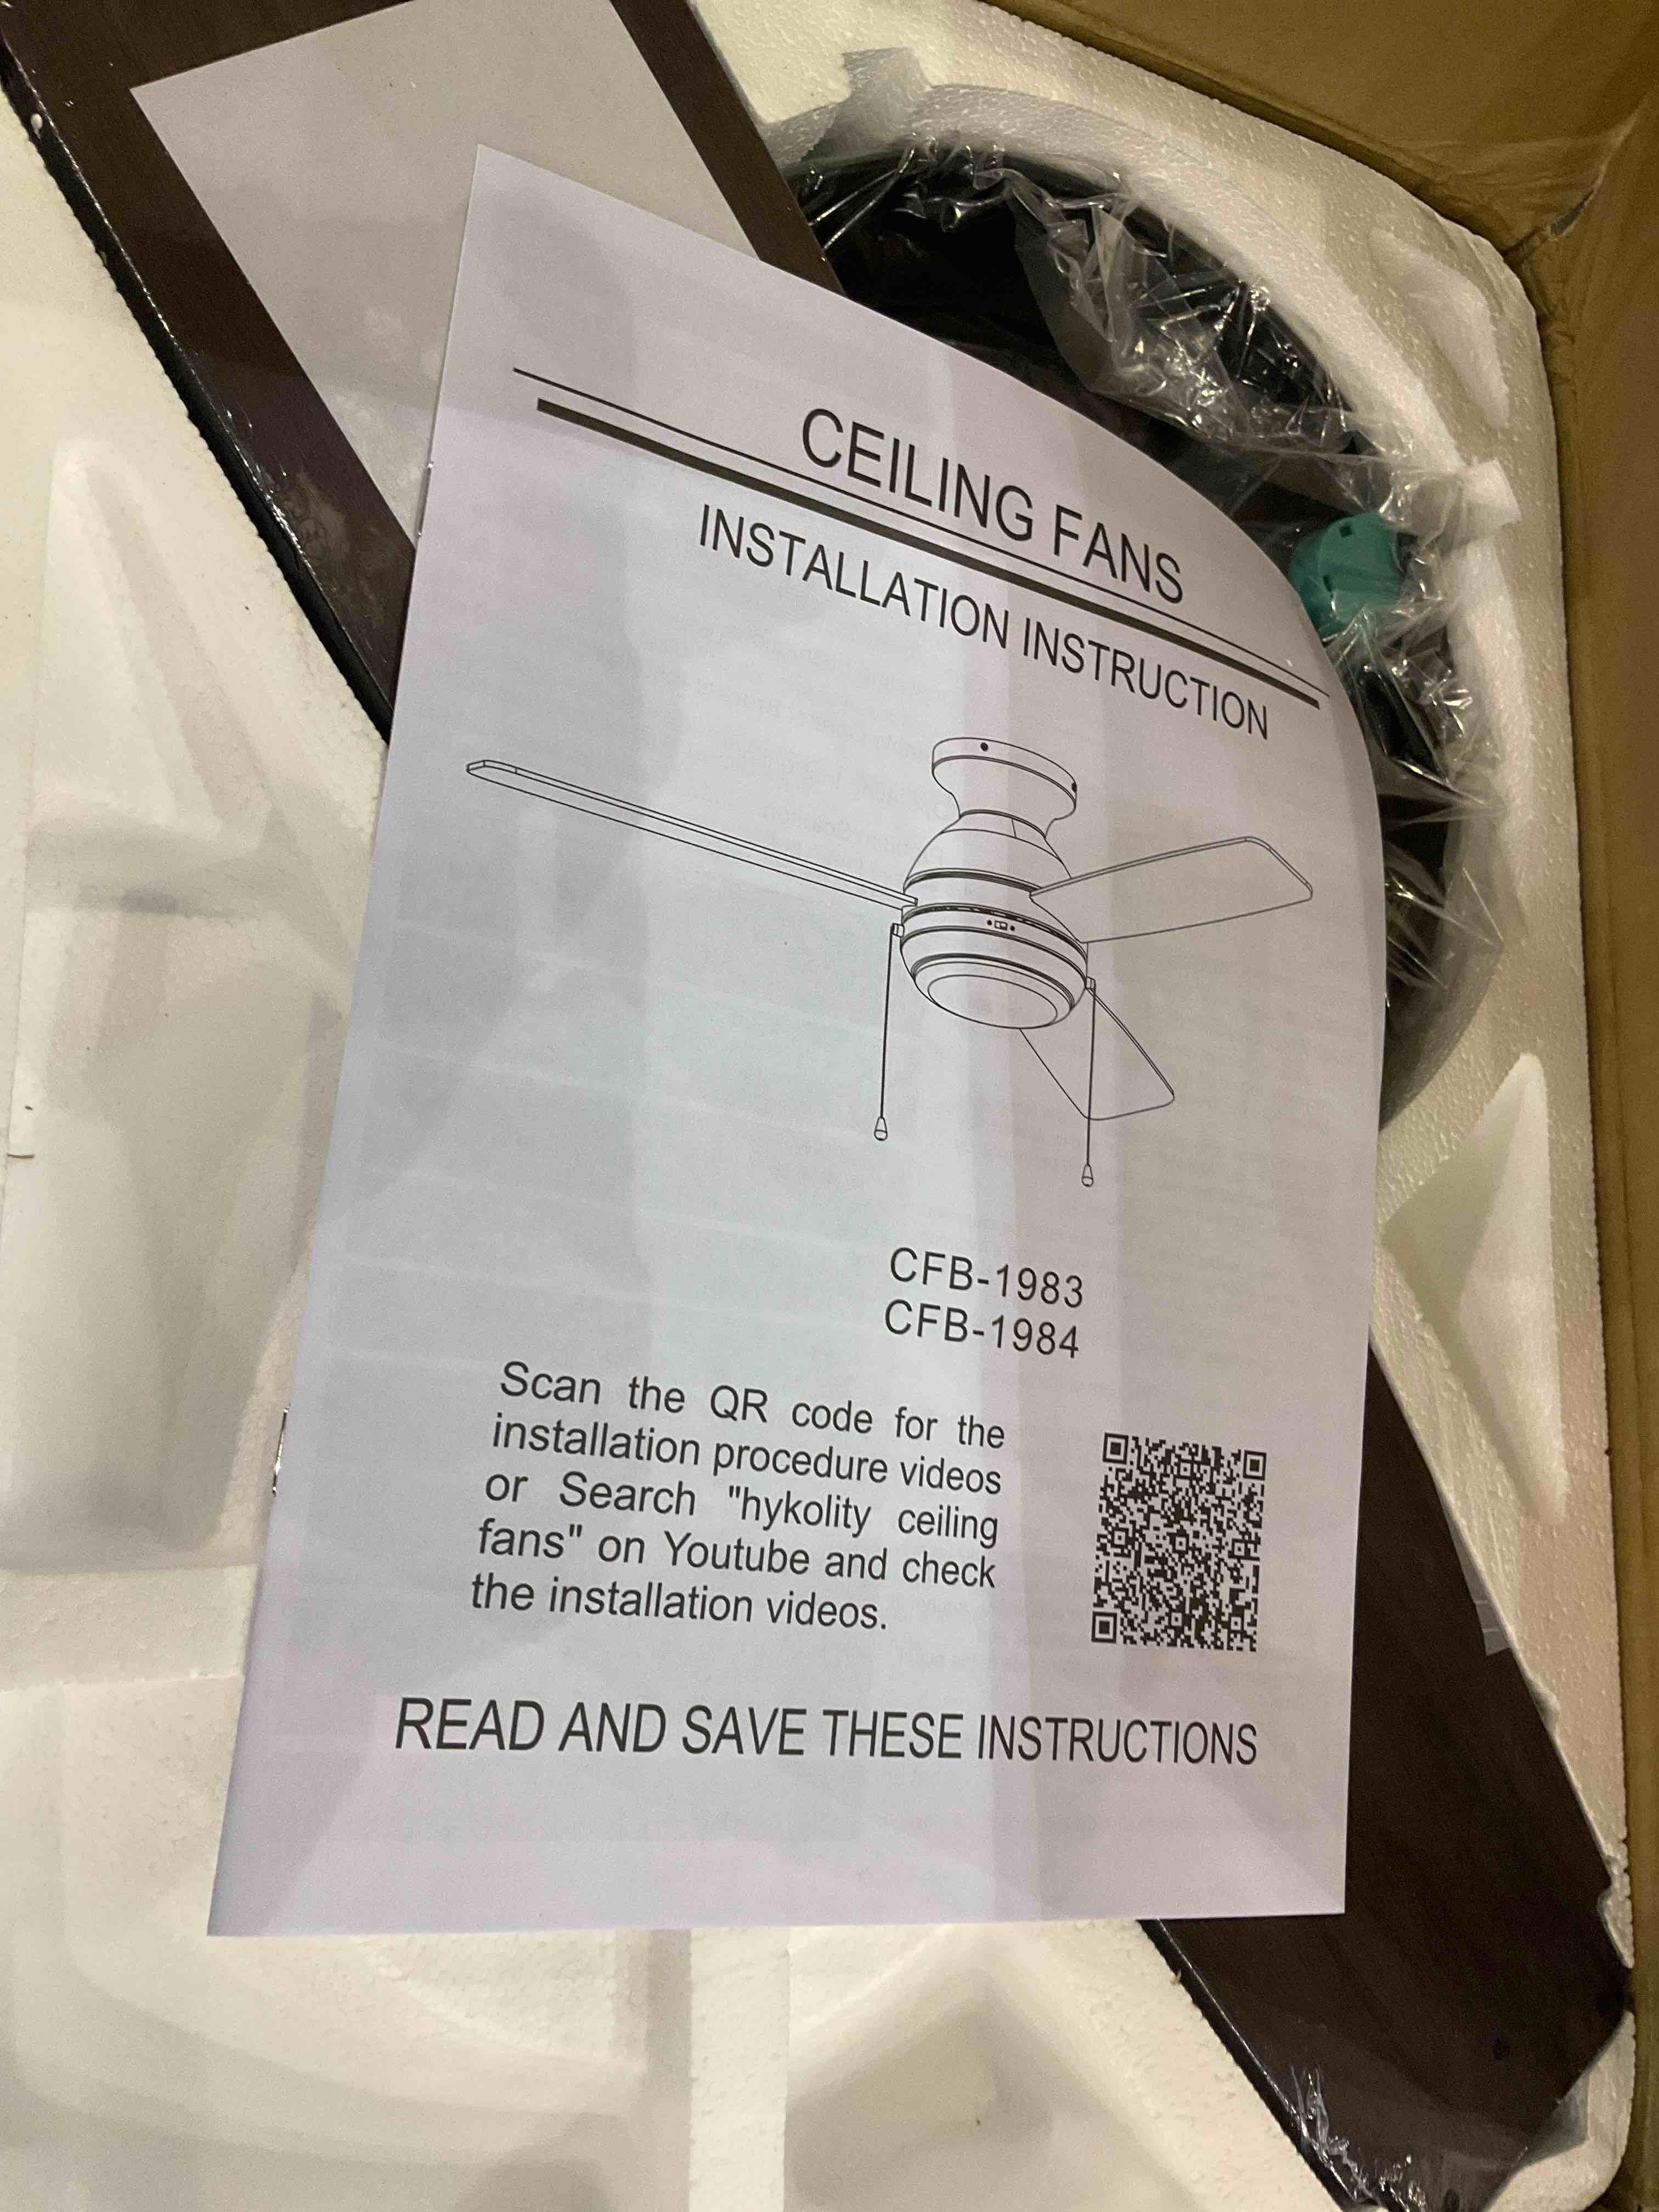 CEILING FANS
INSTALLATION INSTRUCTION
CFB-1983
CFB-1984
Scan the QR code for the
installation procedure videos
or Search "hykolity ceiling
fans" on Youtube and check
the installation videos.
READ AND SAVE THESE INSTRUCTIONS